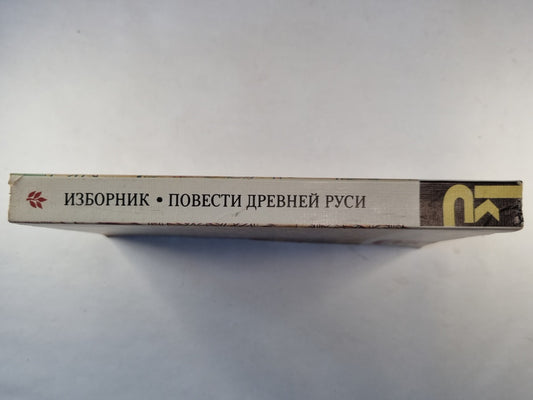 ИЗБОРНИК • ПОВЕСТИ ДРЕВНЕЙ РУСИ